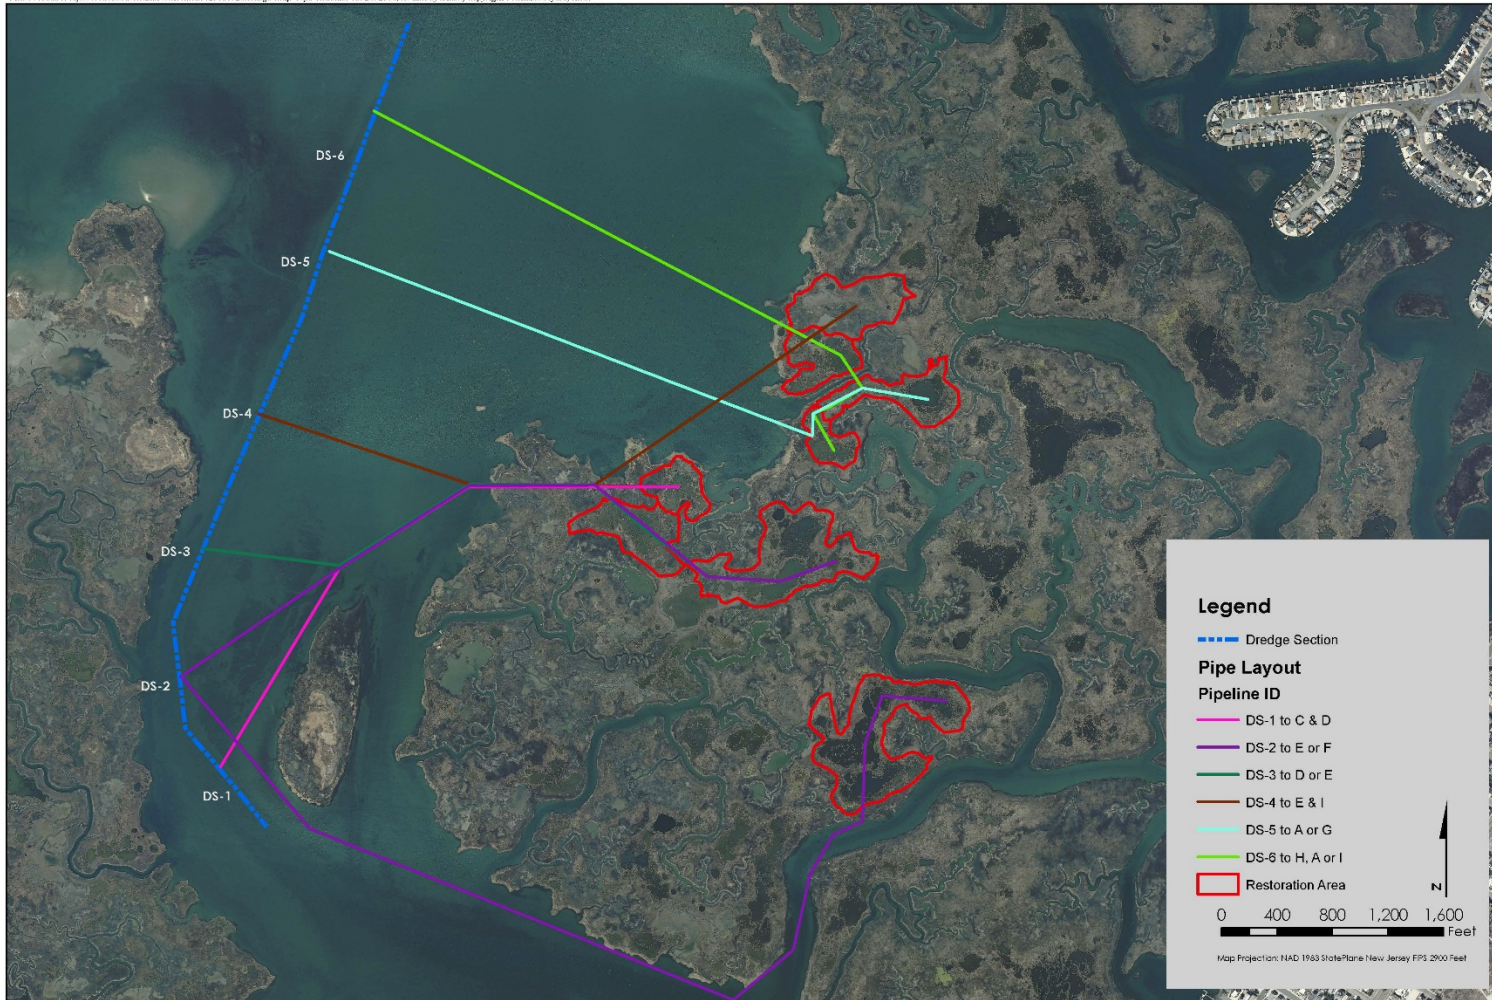 DS-6
DS-5
DS-4
DS-3
DS-2
DS-1
Legend
Dredge Section
Pipe Layout
Pipeline ID
DS-1 to C & D
DS-2 to E or F
DS-3 to D or E
DS-4 to E & I
DS-5 to A or G
DS-6 to H, A or I
Restoration Area
N
0 400 800 1,200 1,600
Feet
Map Projection: NAD 1983 StatePlane New Jersey FIPS 2900 Feet